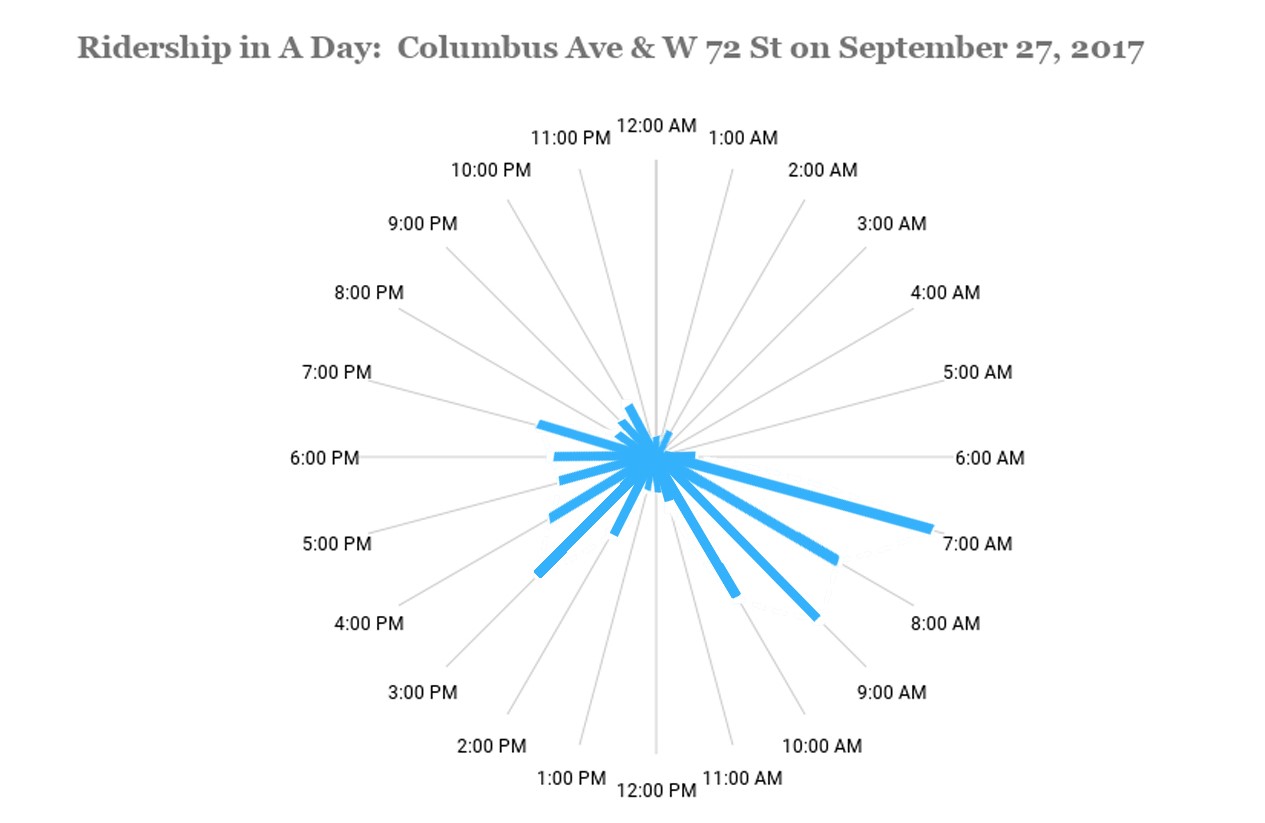 Ridership in A Day:  Columbus Ave & W 72 St on September 27, 2017
12:00 AM
1:00 AM
2:00 AM
3:00 AM
4:00 AM
5:00 AM
6:00 AM
7:00 AM
8:00 AM
9:00 AM
10:00 AM
11:00 AM
12:00 PM
1:00 PM
2:00 PM
3:00 PM
4:00 PM
5:00 PM
6:00 PM
7:00 PM
8:00 PM
9:00 PM
10:00 PM
11:00 PM